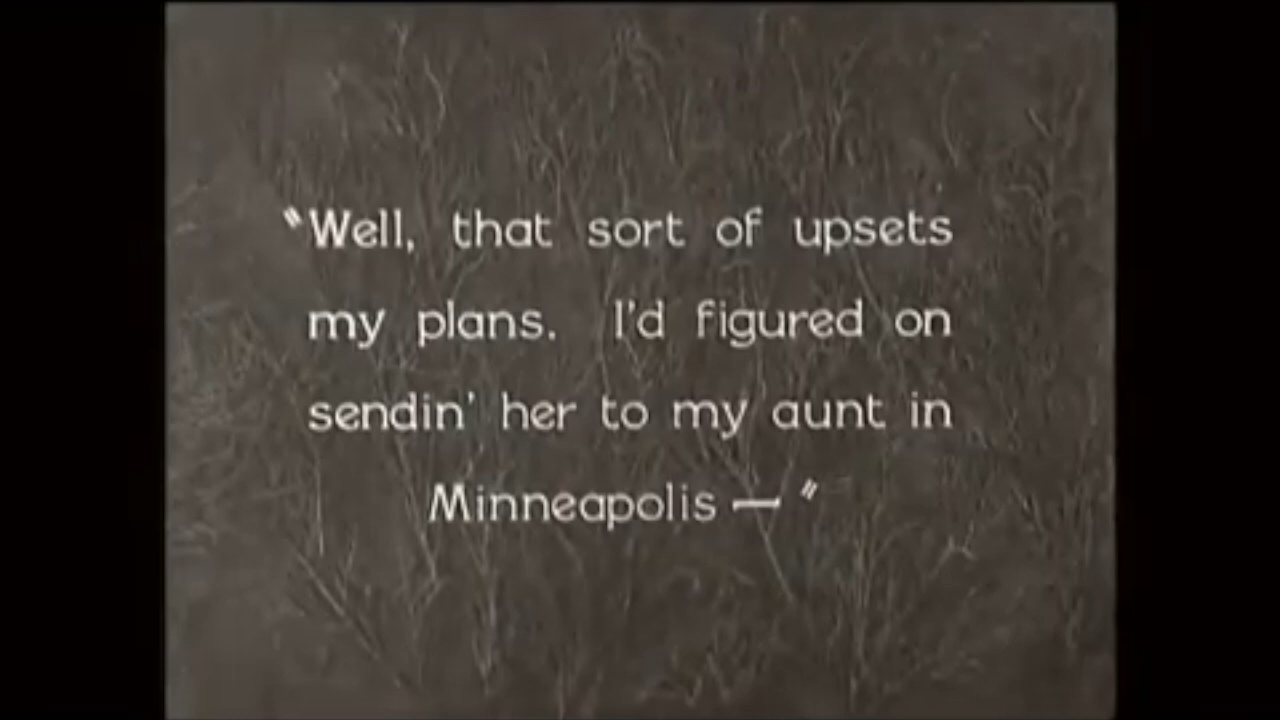 "Well, that sort of upsets
my plans. I'd figured on
sendin' her to my aunt in
Minneapolis — "